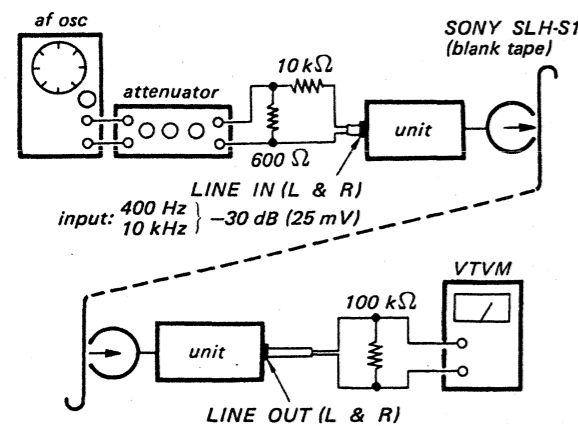 af osc
SONY SLH-S1
(blank tape)
10 kΩ
attenuator
unit
600 Ω
LINE IN (L & R)
input: 400 Hz
10 kHz } −30 dB (25 mV)
VTVM
100 kΩ
unit
LINE OUT (L & R)